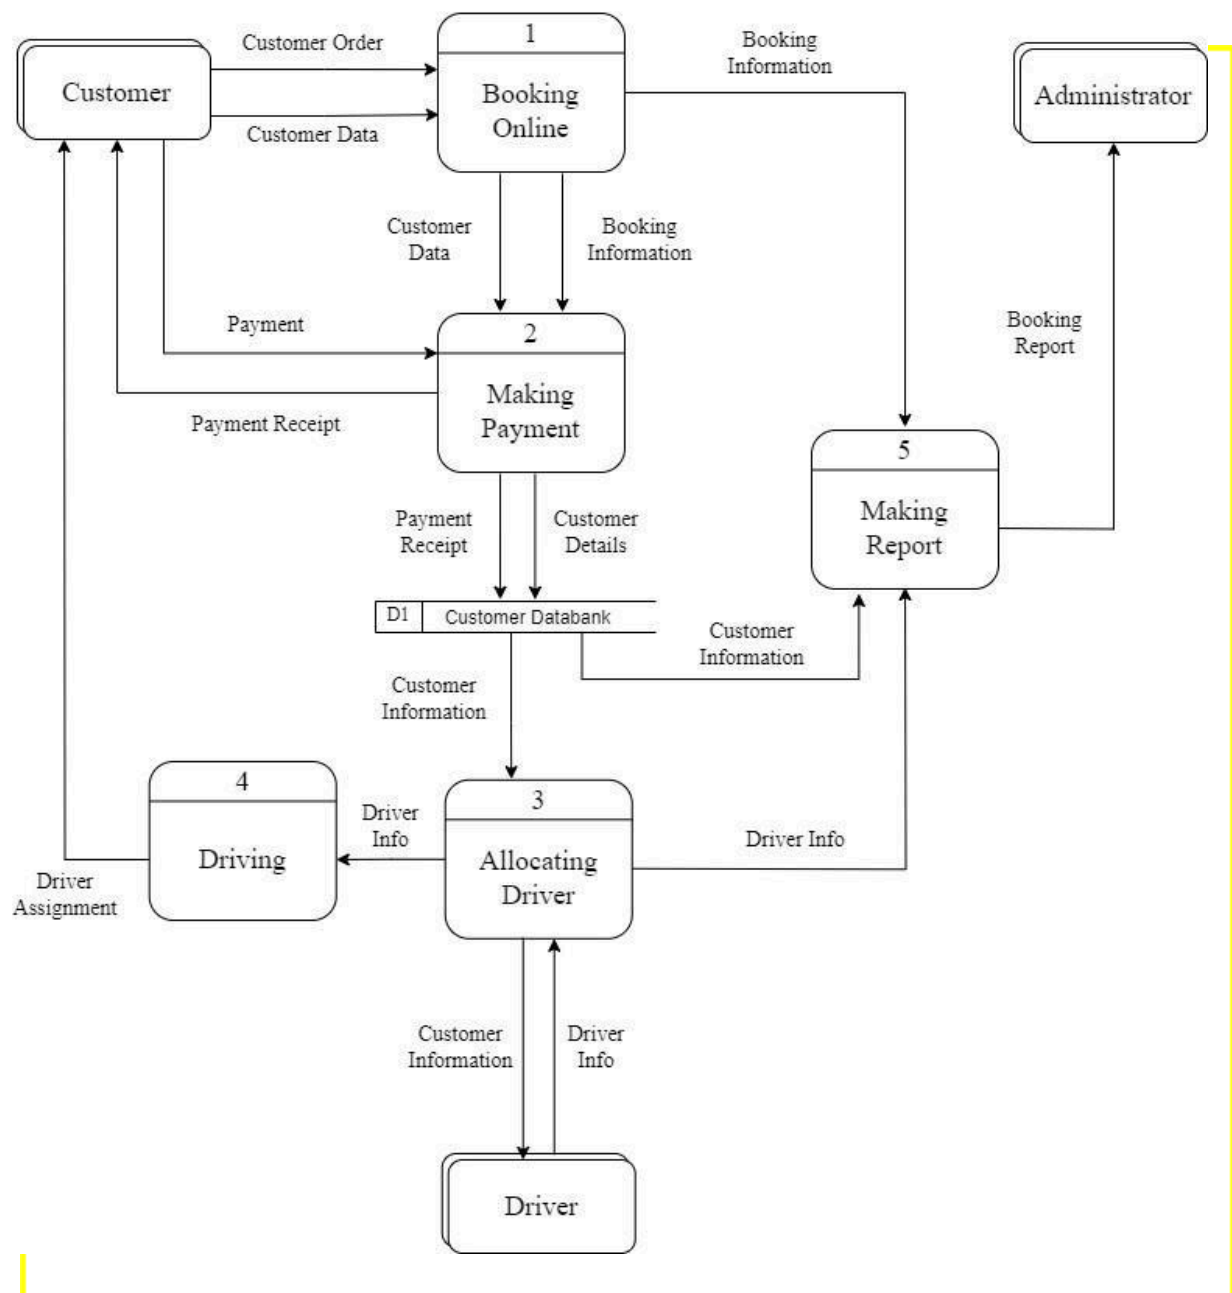 Customer Order
1
Booking
Information
Customer
Booking
Online
Administrator
Customer Data
Customer
Data
Booking
Information
Payment
2
Booking
Report
Making
Payment
Payment Receipt
5
Making
Report
Payment
Receipt
Customer
Details
D1
Customer Databank
Customer
Information
Customer
Information
4
3
Driver
Info
Driver Info
Driving
Allocating
Driver
Driver
Assignment
Customer
Information
Driver
Info
Driver